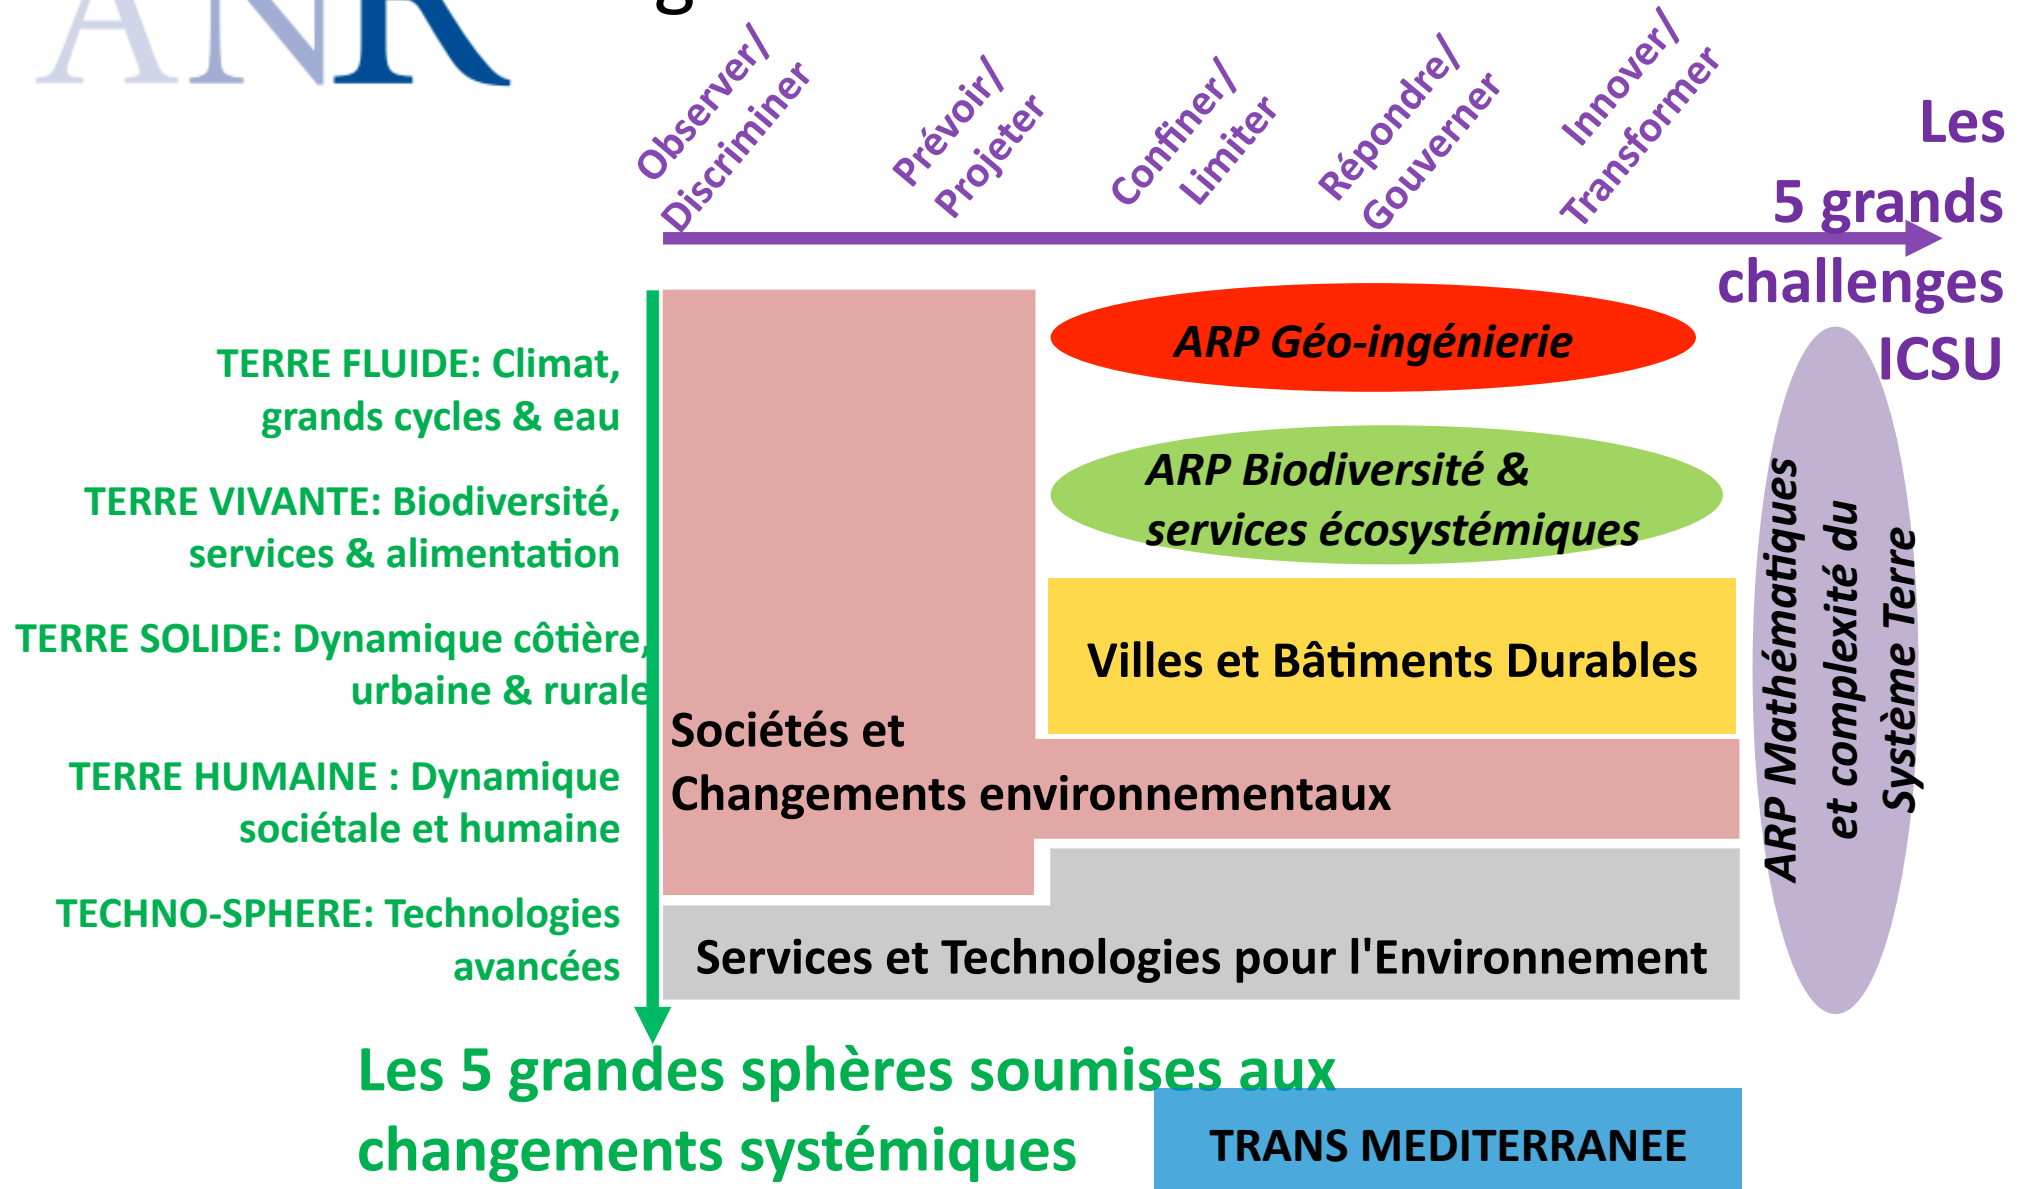 ANR
Observer/
Discriminer
Prévoir/
Projeter
Confiner/
Limiter
Répondre/
Gouverner
Innover/
Transformer
Les
5 grands
challenges
ICSU
TERRE FLUIDE: Climat,
grands cycles & eau
TERRE VIVANTE: Biodiversité,
services & alimentation
TERRE SOLIDE: Dynamique côtière,
urbaine & rurale
TERRE HUMAINE : Dynamique
sociétale et humaine
TECHNO-SPHERE: Technologies
avancées
ARP Géo-ingénierie
ARP Biodiversité &
services écosystémiques
Villes et Bâtiments Durables
Sociétés et
Changements environnementaux
Services et Technologies pour l'Environnement
ARP Mathématiques
et complexité du
Système Terre
Les 5 grandes sphères soumises aux
changements systémiques
TRANS MEDITERRANEE